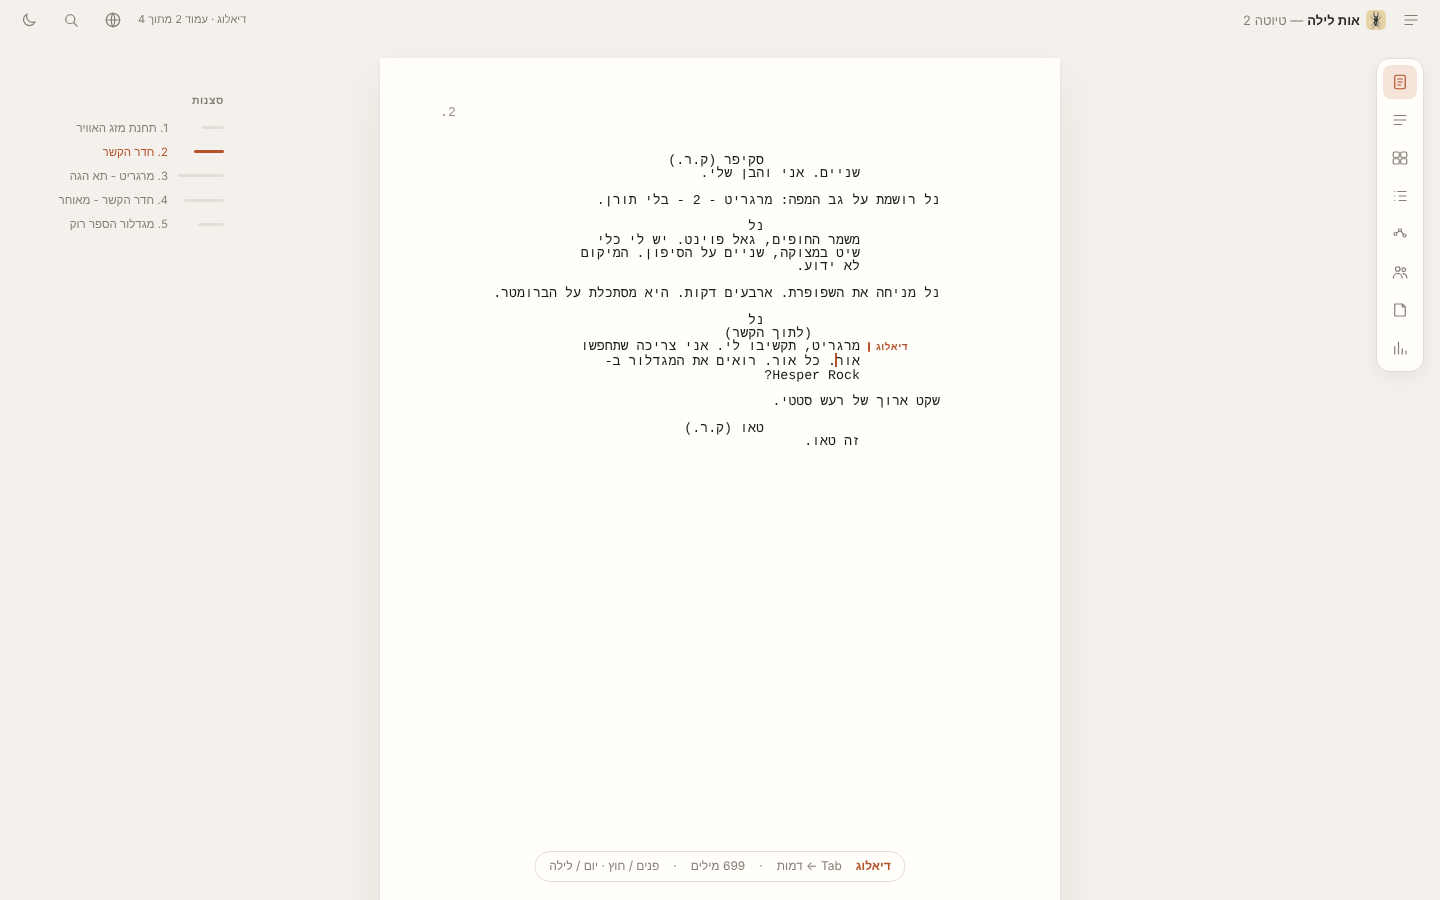 אות לילה — טיוטה 2
דיאלוג · עמוד 2 מתוך 4
סצנות
1. תחנת מזג האוויר
2. חדר הקשר
3. מרגריט - תא הגה
4. חדר הקשר - מאוחר
5. מגדלור הספר רוק
2.
סקיפר (ק.ר.)
שניים. אני והבן שלי.
נל רושמת על גב המפה: מרגריט - 2 - בלי תורן.
נל
משמר החופים, גאל פוינט. יש לי כלי
שיט במצוקה, שניים על הסיפון. המיקום
לא ידוע.
נל מניחה את השפופרת. ארבעים דקות. היא מסתכלת על הברומטר.
נל
(לתוך הקשר)
דיאלוג
מרגריט, תקשיבו לי. אני צריכה שתחפשו
אור. כל אור. רואים את המגדלור ב-
Hesper Rock?
שקט ארוך של רעש סטטי.
טאו (ק.ר.)
זה טאו.
דיאלוג Tab ← דמות · 699 מילים · פנים / חוץ · יום / לילה